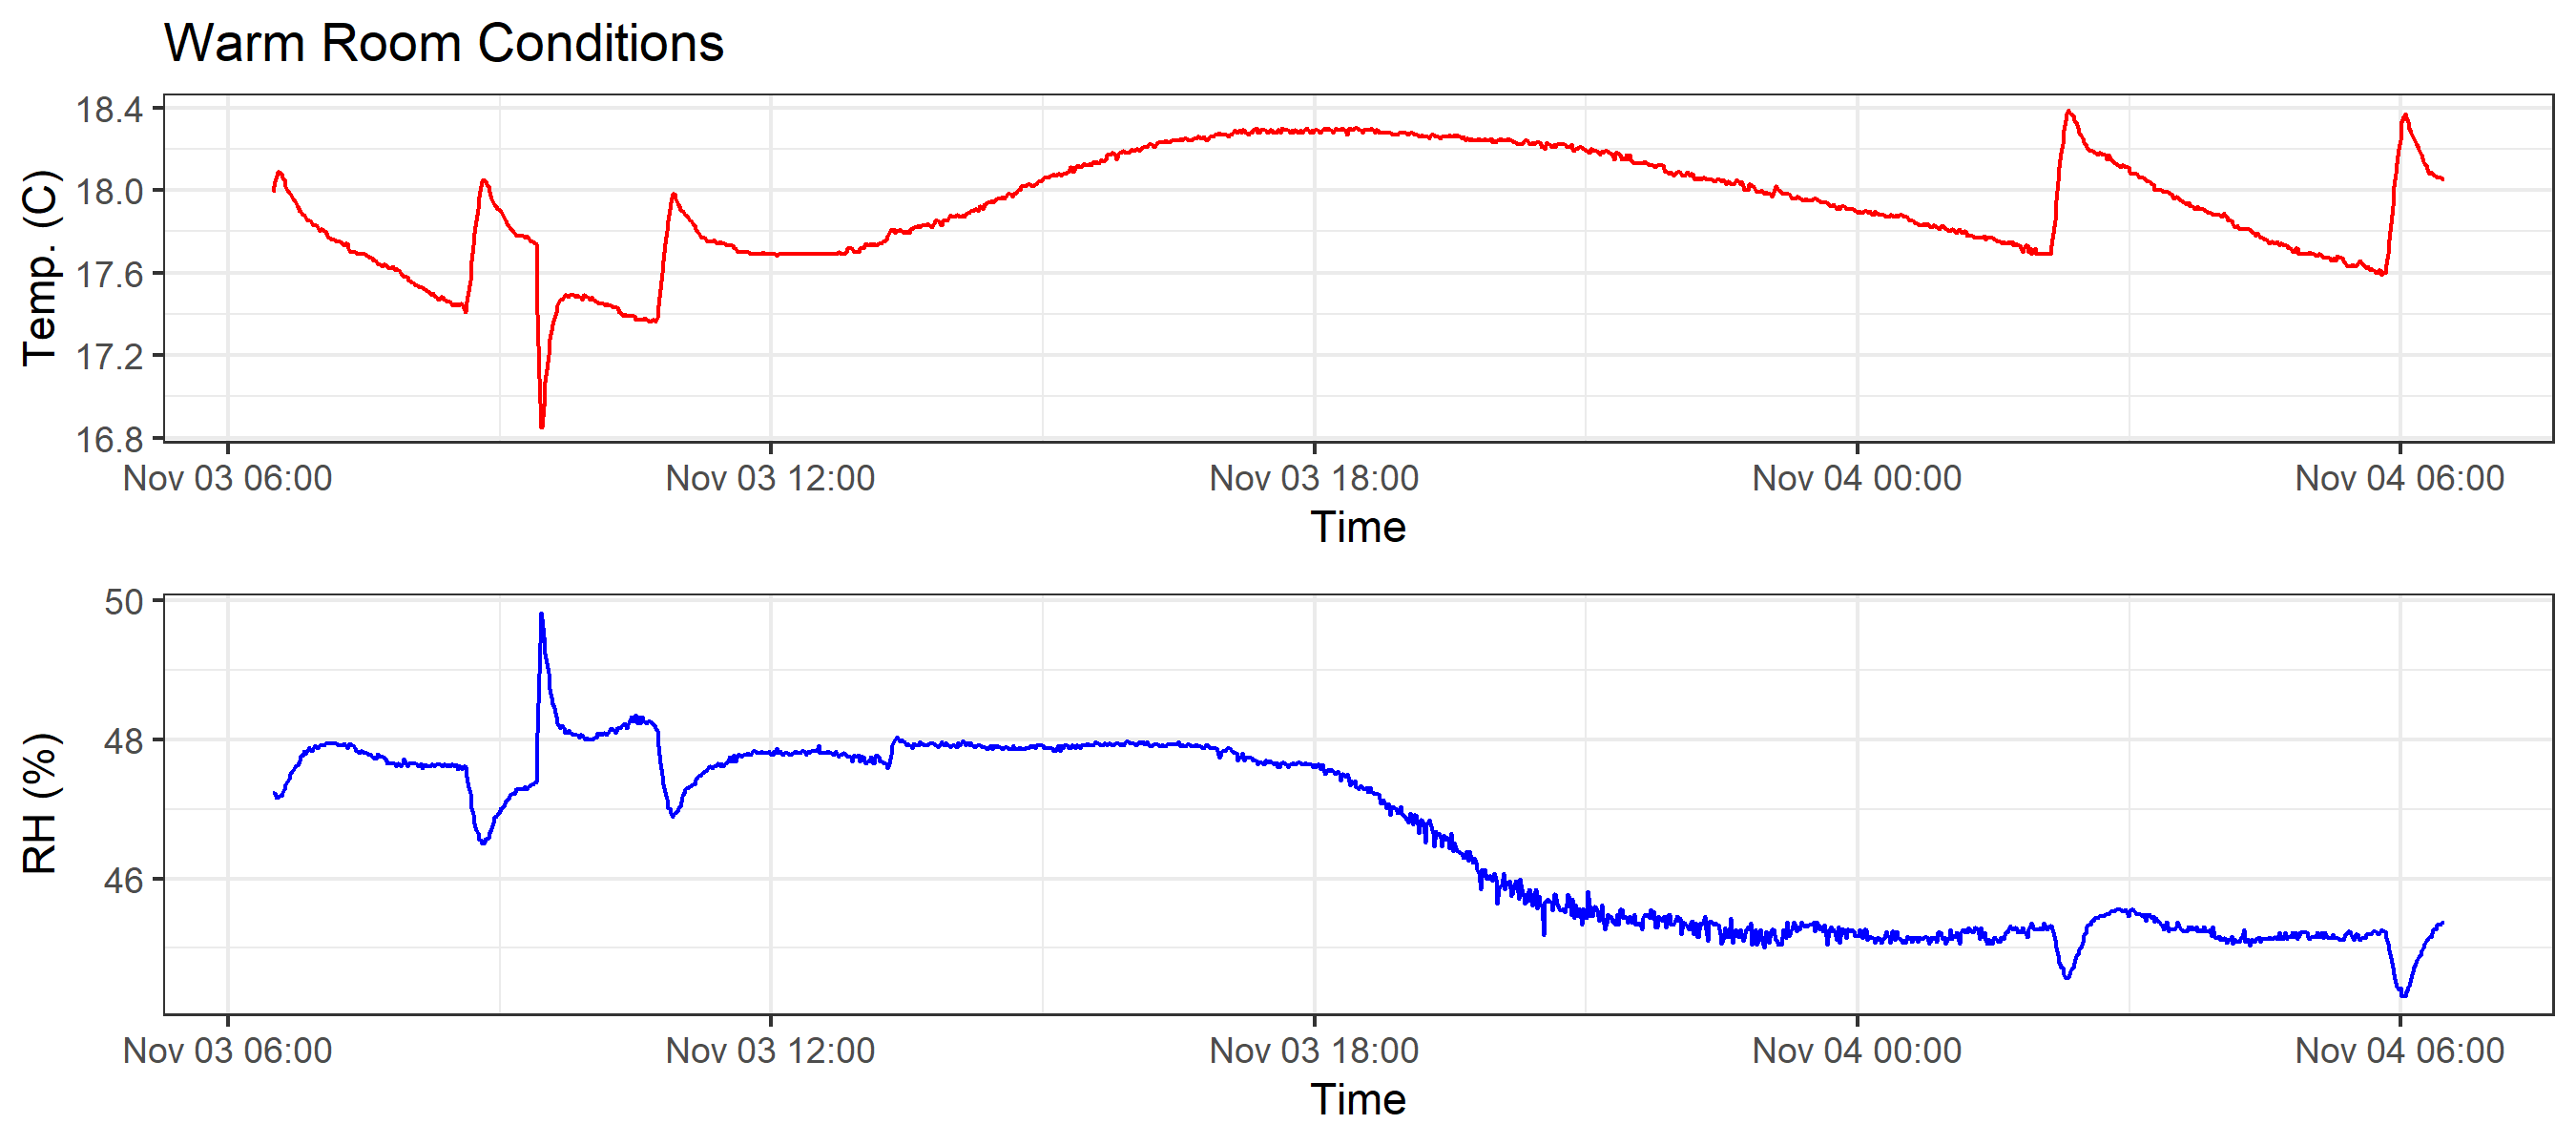 Warm Room Conditions
Temp. (C)
18.4
18.0
17.6
17.2
16.8
Nov 03 06:00 Nov 03 12:00 Nov 03 18:00 Nov 04 00:00 Nov 04 06:00
Time
RH (%)
50
48
46
Nov 03 06:00 Nov 03 12:00 Nov 03 18:00 Nov 04 00:00 Nov 04 06:00
Time